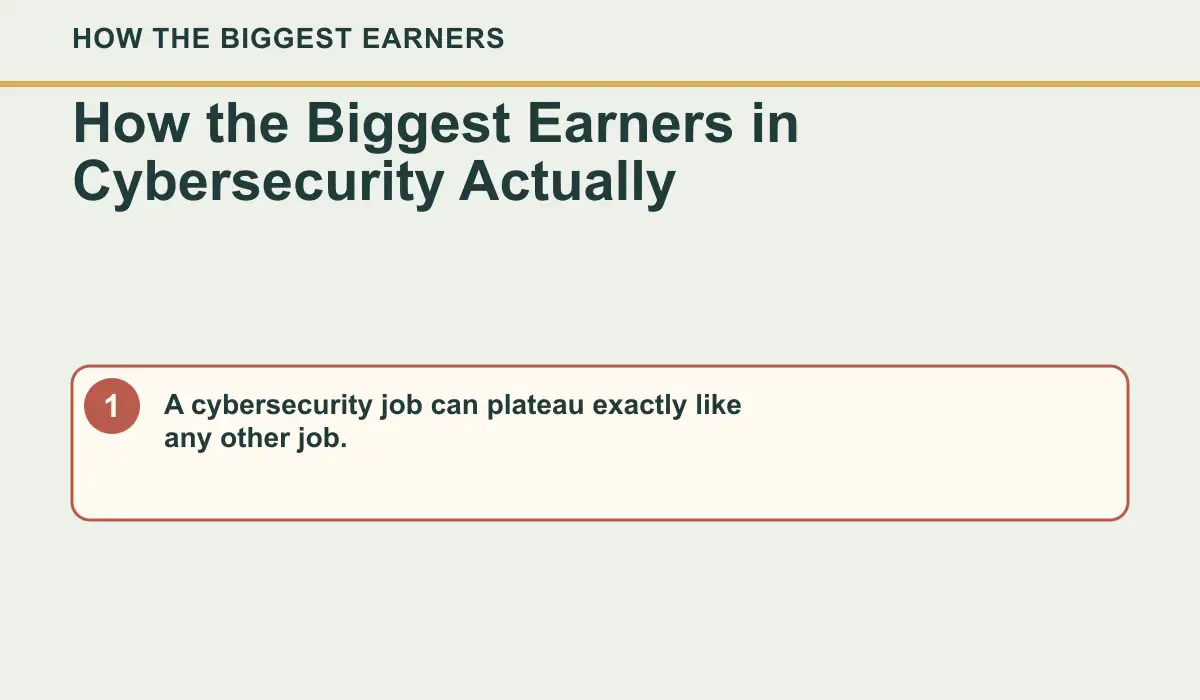 HOW THE BIGGEST EARNERS
How the Biggest Earners in
Cybersecurity Actually
1
A cybersecurity job can plateau exactly like
any other job.